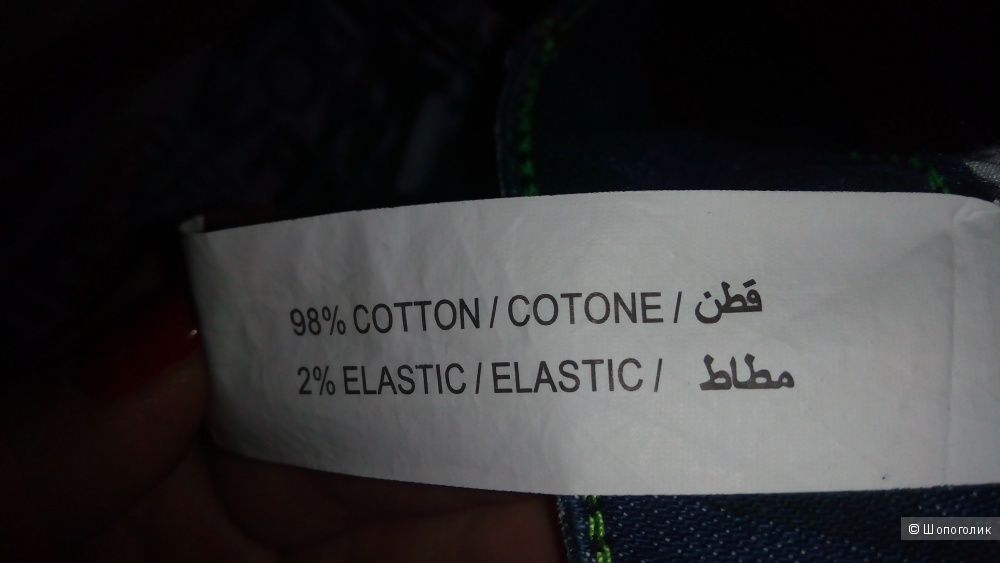 98% COTTON / COTONE / قطن
2% ELASTIC / ELASTIC / مطاط
© Шопоголик